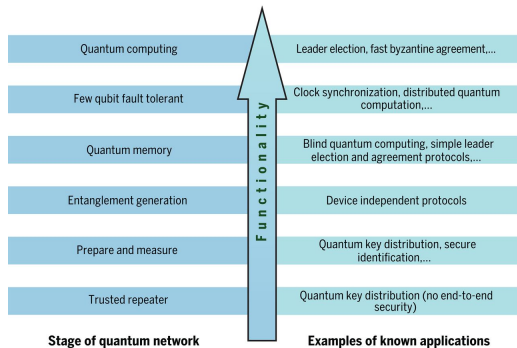 Quantum computing
Leader election, fast byzantine agreement,...
Few qubit fault tolerant
Clock synchronization, distributed quantum
computation,...
Quantum memory
Blind quantum computing, simple leader
election and agreement protocols,...
Entanglement generation
Device independent protocols
Prepare and measure
Quantum key distribution, secure
identification,...
Trusted repeater
Quantum key distribution (no end-to-end
security)
Functionality
Stage of quantum network
Examples of known applications